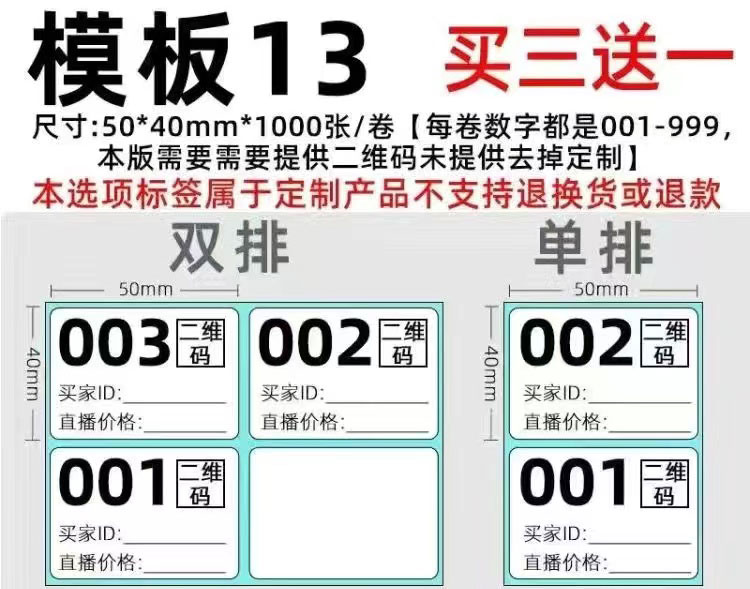 模板13 买三送一
尺寸:50*40mm*1000张/卷【每卷数字都是001-999，
本版需要需要提供二维码未提供去掉定制】
本选项标签属于定制产品不支持退换货或退款
双排 单排
50mm 50mm
40mm 40mm
003 二维码 002 二维码 002 二维码
买家ID: 买家ID: 买家ID:
直播价格: 直播价格: 直播价格:
001 二维码 001 二维码
买家ID: 买家ID:
直播价格: 直播价格: